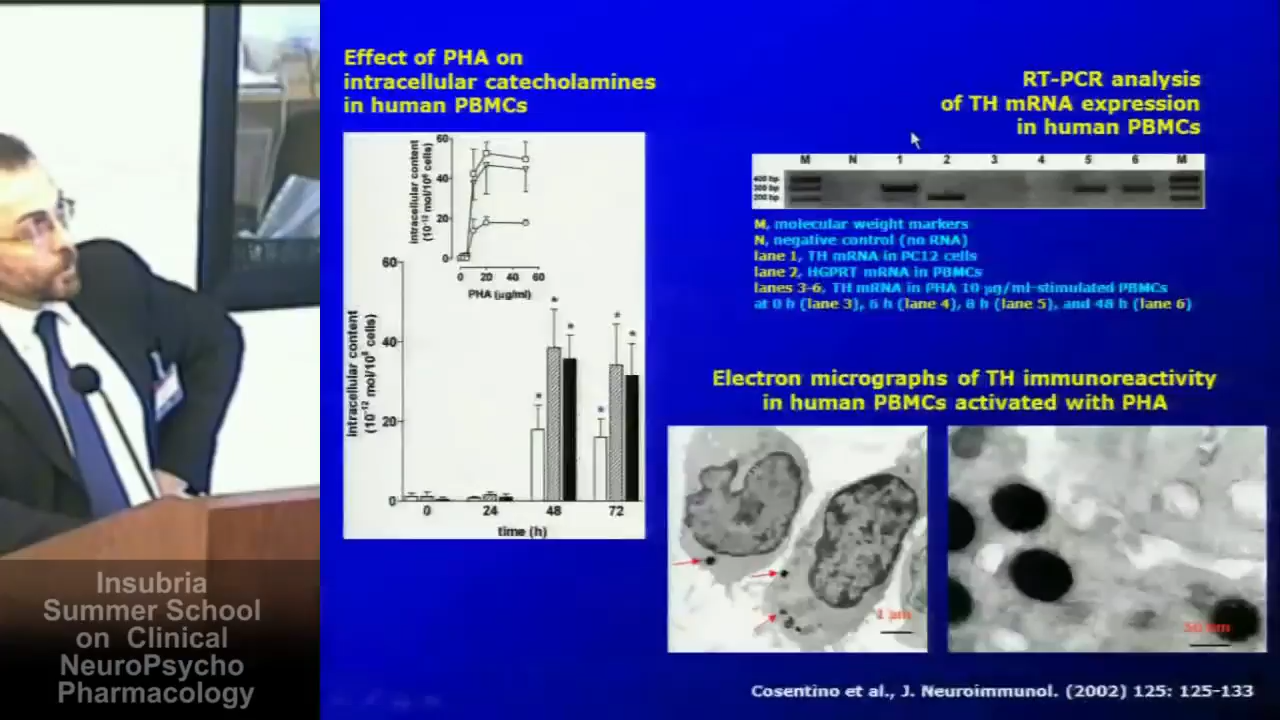 Effect of PHA on
intracellular catecholamines
in human PBMCs
60
40
20
0
Intracellular content
(10⁻¹² mol/10⁶ cells)
0 20 40 60
PHA (µg/ml)
60
40
20
0
Intracellular content
(10⁻¹² mol/10⁶ cells)
* * * * *
0 24 48 72
time (h)
RT-PCR analysis
of TH mRNA expression
in human PBMCs
M N 1 2 3 4 5 6 M
400 bp
300 bp
200 bp
M, molecular weight markers
N, negative control (no RNA)
lane 1, TH mRNA in PC12 cells
lane 2, HGPRT mRNA in PBMCs
lanes 3-6, TH mRNA in PHA 10 µg/ml-stimulated PBMCs
at 0 h (lane 3), 6 h (lane 4), 8 h (lane 5), and 48 h (lane 6)
Electron micrographs of TH immunoreactivity
in human PBMCs activated with PHA
1 µm
Cosentino et al., J. Neuroimmunol. (2002) 125: 125-133
Insubria
Summer School
on Clinical
NeuroPsycho
Pharmacology